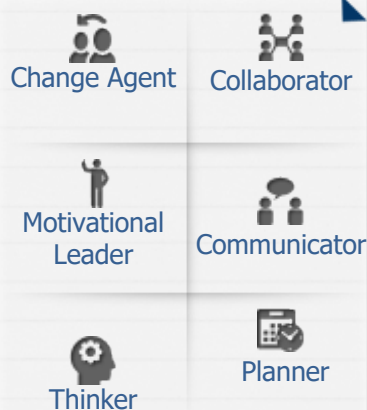 Change Agent
Collaborator
Motivational
Leader
Communicator
Thinker
Planner